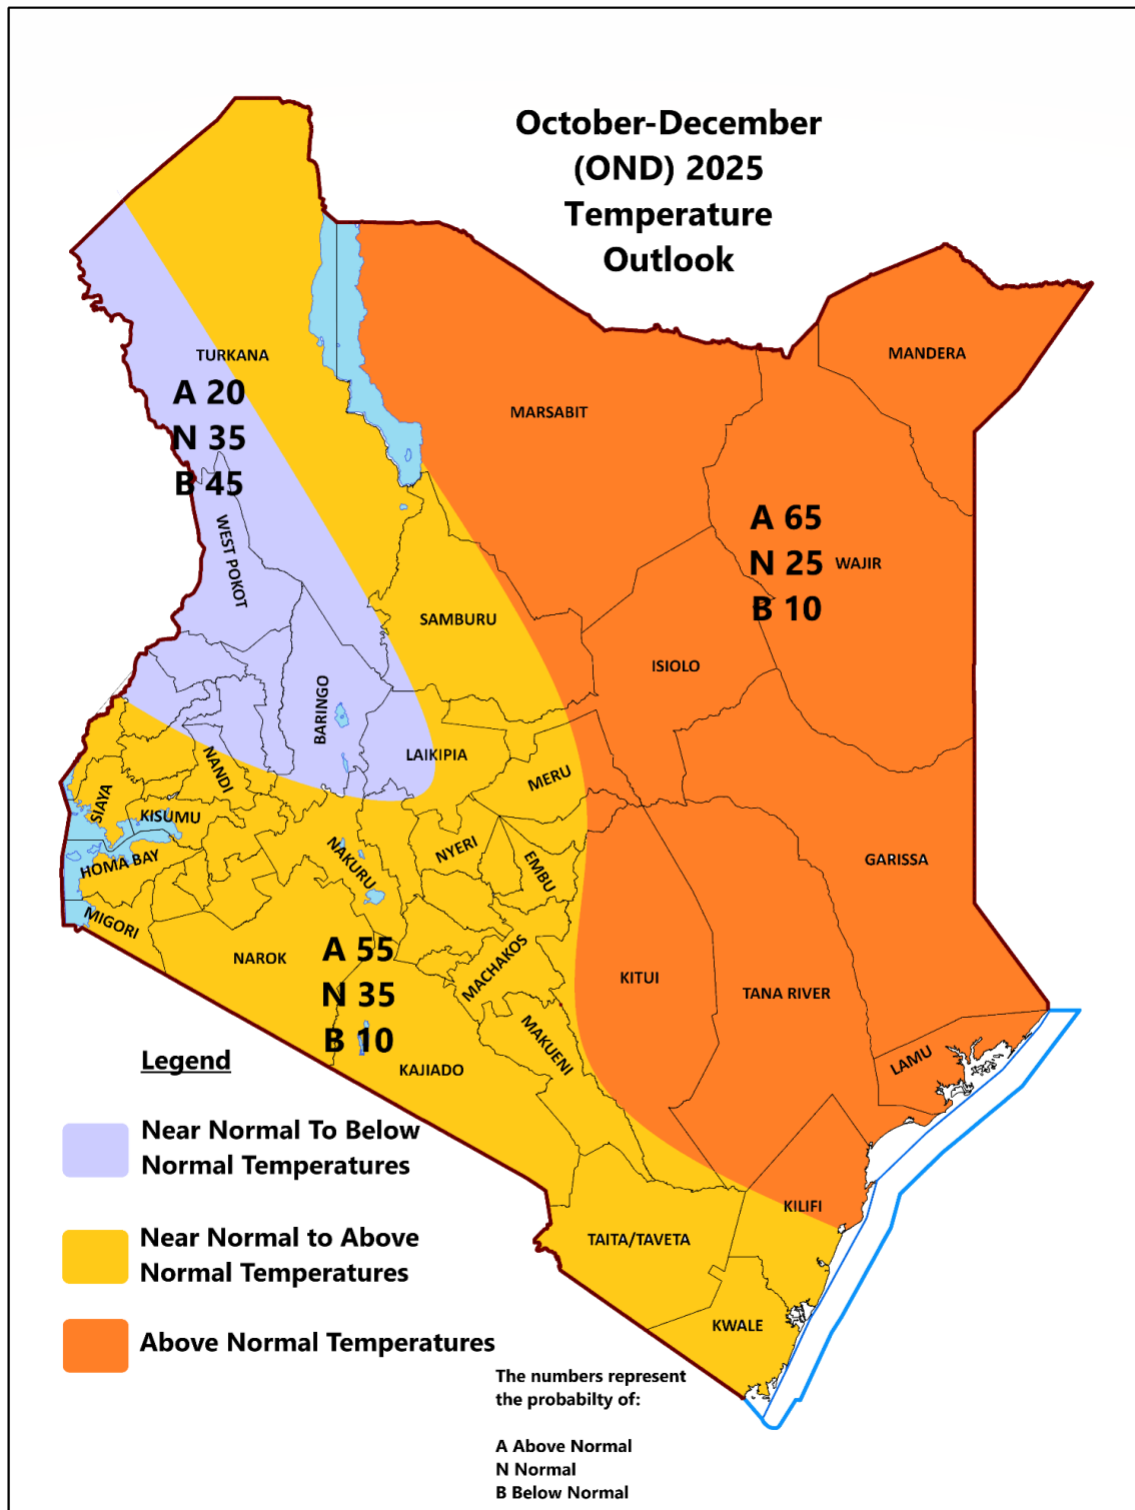 October-December
(OND) 2025
Temperature
Outlook
TURKANA
A 20
N 35
B 45
MARSABIT
MANDERA
A 65
N 25
B 10
WAJIR
WEST POKOT
SAMBURU
ISIOLO
BARINGO
LAIKIPIA
NANDI
MERU
SIAYA
KISUMU
HOMA BAY
NAKURU
NYERI
EMBU
GARISSA
MIGORI
NAROK
A 55
N 35
B 10
MACHAKOS
KITUI
TANA RIVER
MAKUENI
KAJIADO
LAMU
KILIFI
TAITA/TAVETA
KWALE
Legend
Near Normal To Below
Normal Temperatures
Near Normal to Above
Normal Temperatures
Above Normal Temperatures
The numbers represent
the probabilty of:
A Above Normal
N Normal
B Below Normal